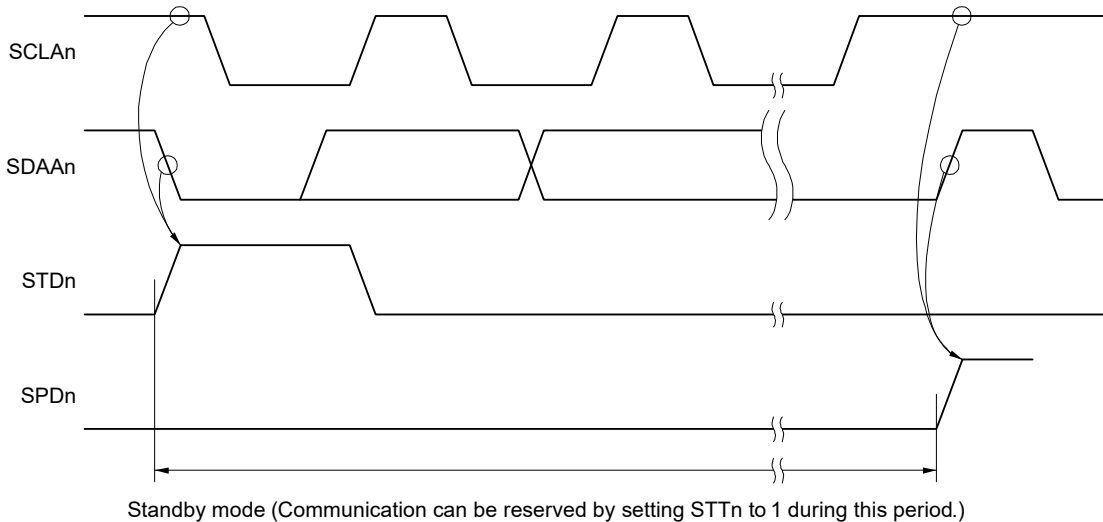 SCLAn
SDAAn
STDn
SPDn
Standby mode (Communication can be reserved by setting STTn to 1 during this period.)